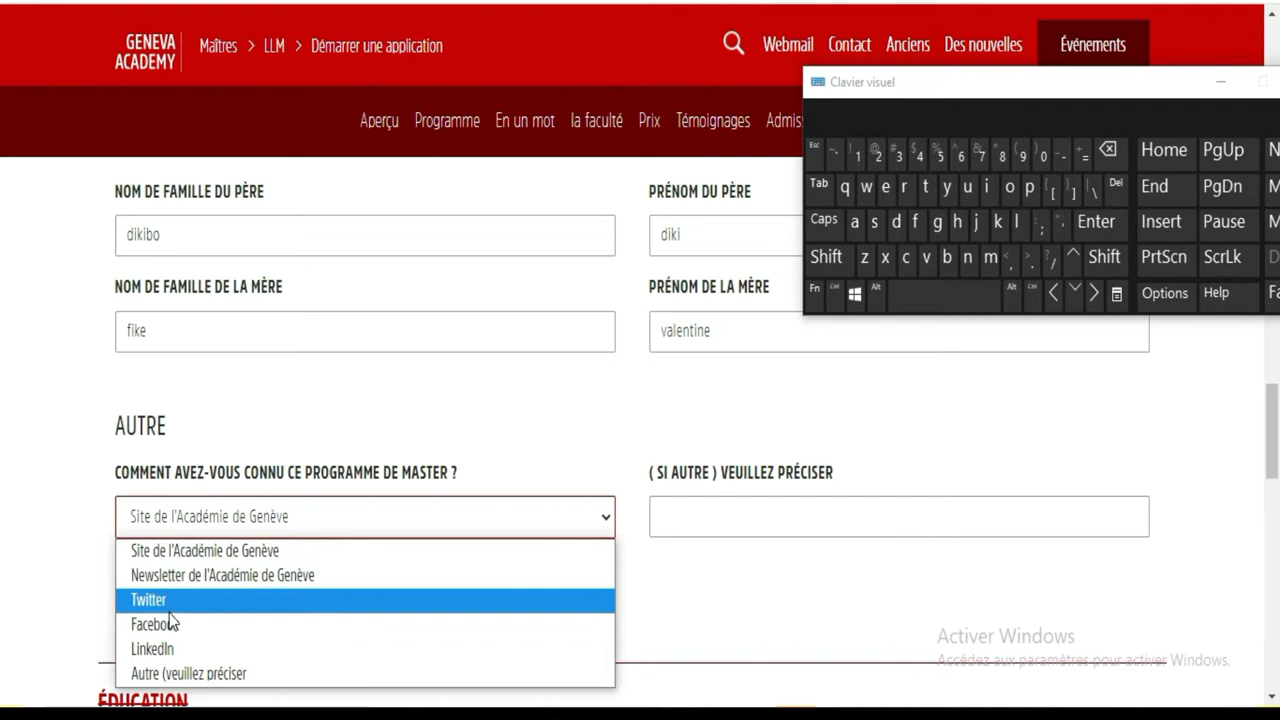 GENEVA
ACADEMY
Maîtres > LLM > Démarrer une application
Webmail Contact Anciens Des nouvelles Événements
Clavier visuel
Aperçu Programme En un mot la faculté Prix Témoignages Admiss
Esc ~ ` ! 1 @ 2 # 3 $ 4 % 5 ^ 6 & 7 * 8 ( 9 ) 0 _ - + = Home PgUp N
Tab q w e r t y u i o p { [ } ] | \ Del End PgDn M
Caps a s d f g h j k l : ; " ' Enter Insert Pause M
Shift z x c v b n m < , > . ? / ^ Shift PrtScn ScrLk D
Fn Ctrl Alt Alt Ctrl Options Help Fa
NOM DE FAMILLE DU PÈRE
dikibo
PRÉNOM DU PÈRE
diki
NOM DE FAMILLE DE LA MÈRE
fike
PRÉNOM DE LA MÈRE
valentine
AUTRE
COMMENT AVEZ-VOUS CONNU CE PROGRAMME DE MASTER ?
( SI AUTRE ) VEUILLEZ PRÉCISER
Site de l'Académie de Genève
Site de l'Académie de Genève
Newsletter de l'Académie de Genève
Twitter
Facebook
LinkedIn
Autre (veuillez préciser
Activer Windows
Accédez aux paramètres pour activer Windows.
ÉDUCATION